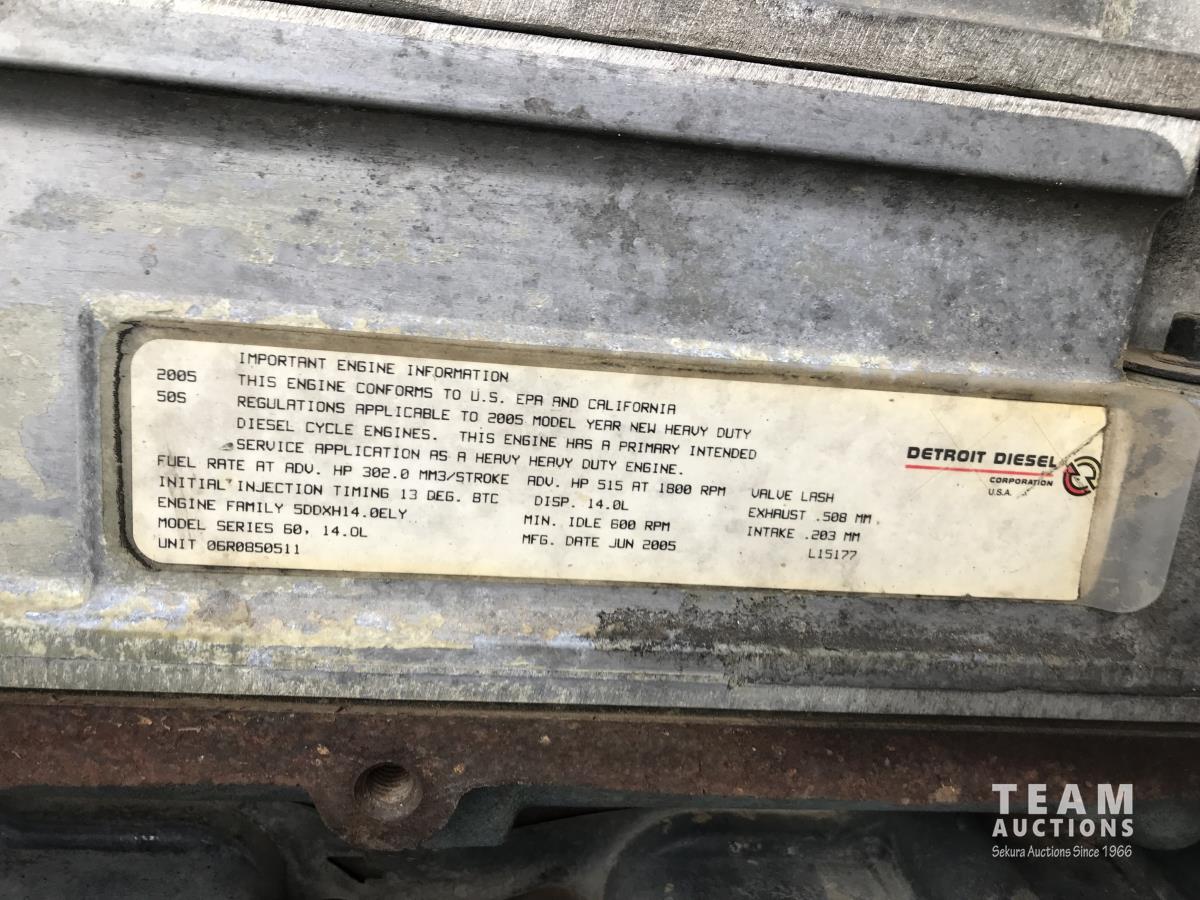 IMPORTANT ENGINE INFORMATION
2005 THIS ENGINE CONFORMS TO U.S. EPA AND CALIFORNIA
50S REGULATIONS APPLICABLE TO 2005 MODEL YEAR NEW HEAVY DUTY
DIESEL CYCLE ENGINES. THIS ENGINE HAS A PRIMARY INTENDED
SERVICE APPLICATION AS A HEAVY HEAVY DUTY ENGINE.
FUEL RATE AT ADV. HP 302.0 MM3/STROKE ADV. HP 515 AT 1800 RPM VALVE LASH
INITIAL INJECTION TIMING 13 DEG. BTC DISP. 14.0L EXHAUST .508 MM
ENGINE FAMILY 5DDXH14.0ELY MIN. IDLE 600 RPM INTAKE .203 MM
MODEL SERIES 60, 14.0L MFG. DATE JUN 2005 L15177
UNIT 06R0850511
DETROIT DIESEL
CORPORATION
U.S.A.
TEAM
AUCTIONS
Sekura Auctions Since 1966